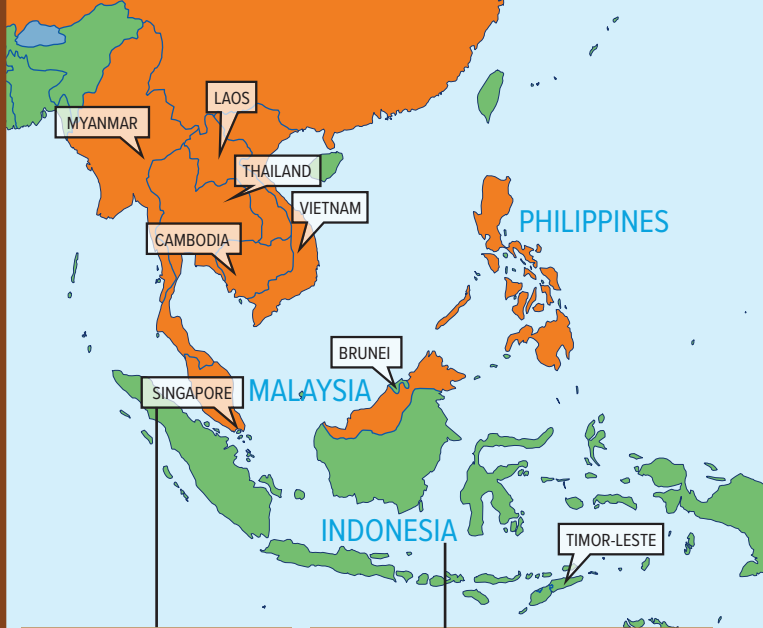 LAOS
MYANMAR
THAILAND
VIETNAM
PHILIPPINES
CAMBODIA
BRUNEI
SINGAPORE
MALAYSIA
INDONESIA
TIMOR-LESTE